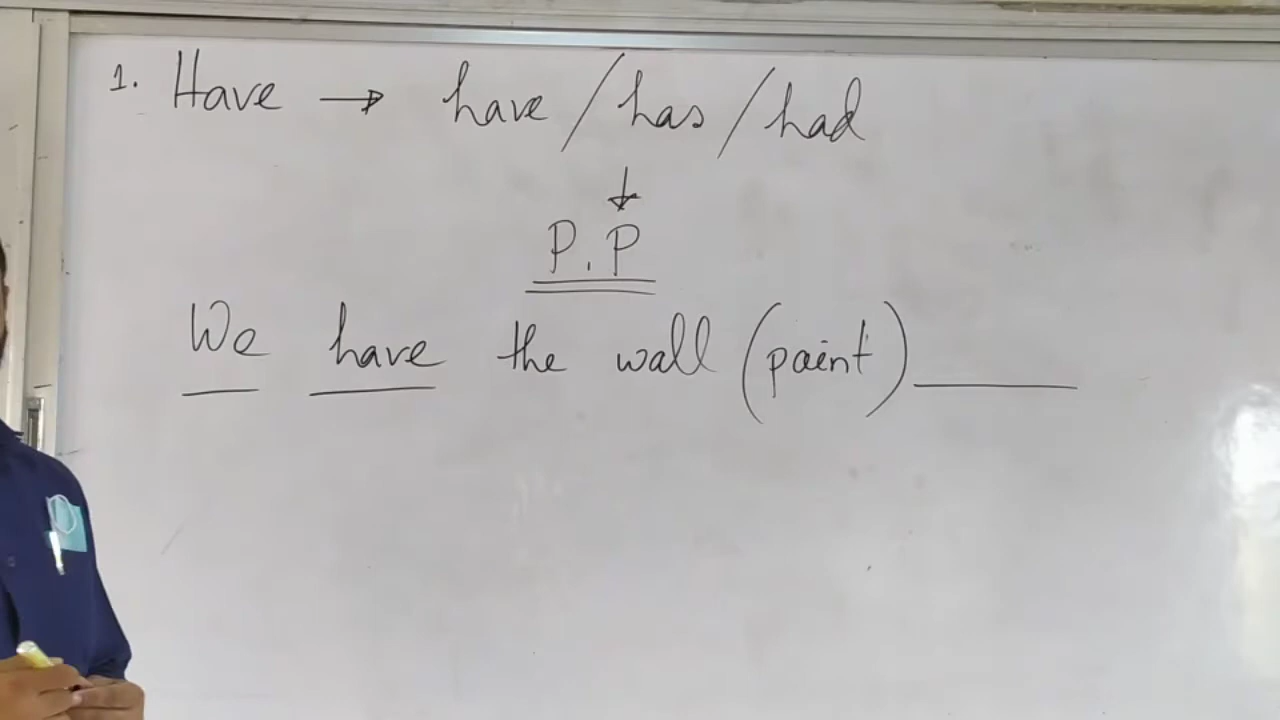 1. Have → have / has / had
↓
P.P
We have the wall (paint) ______